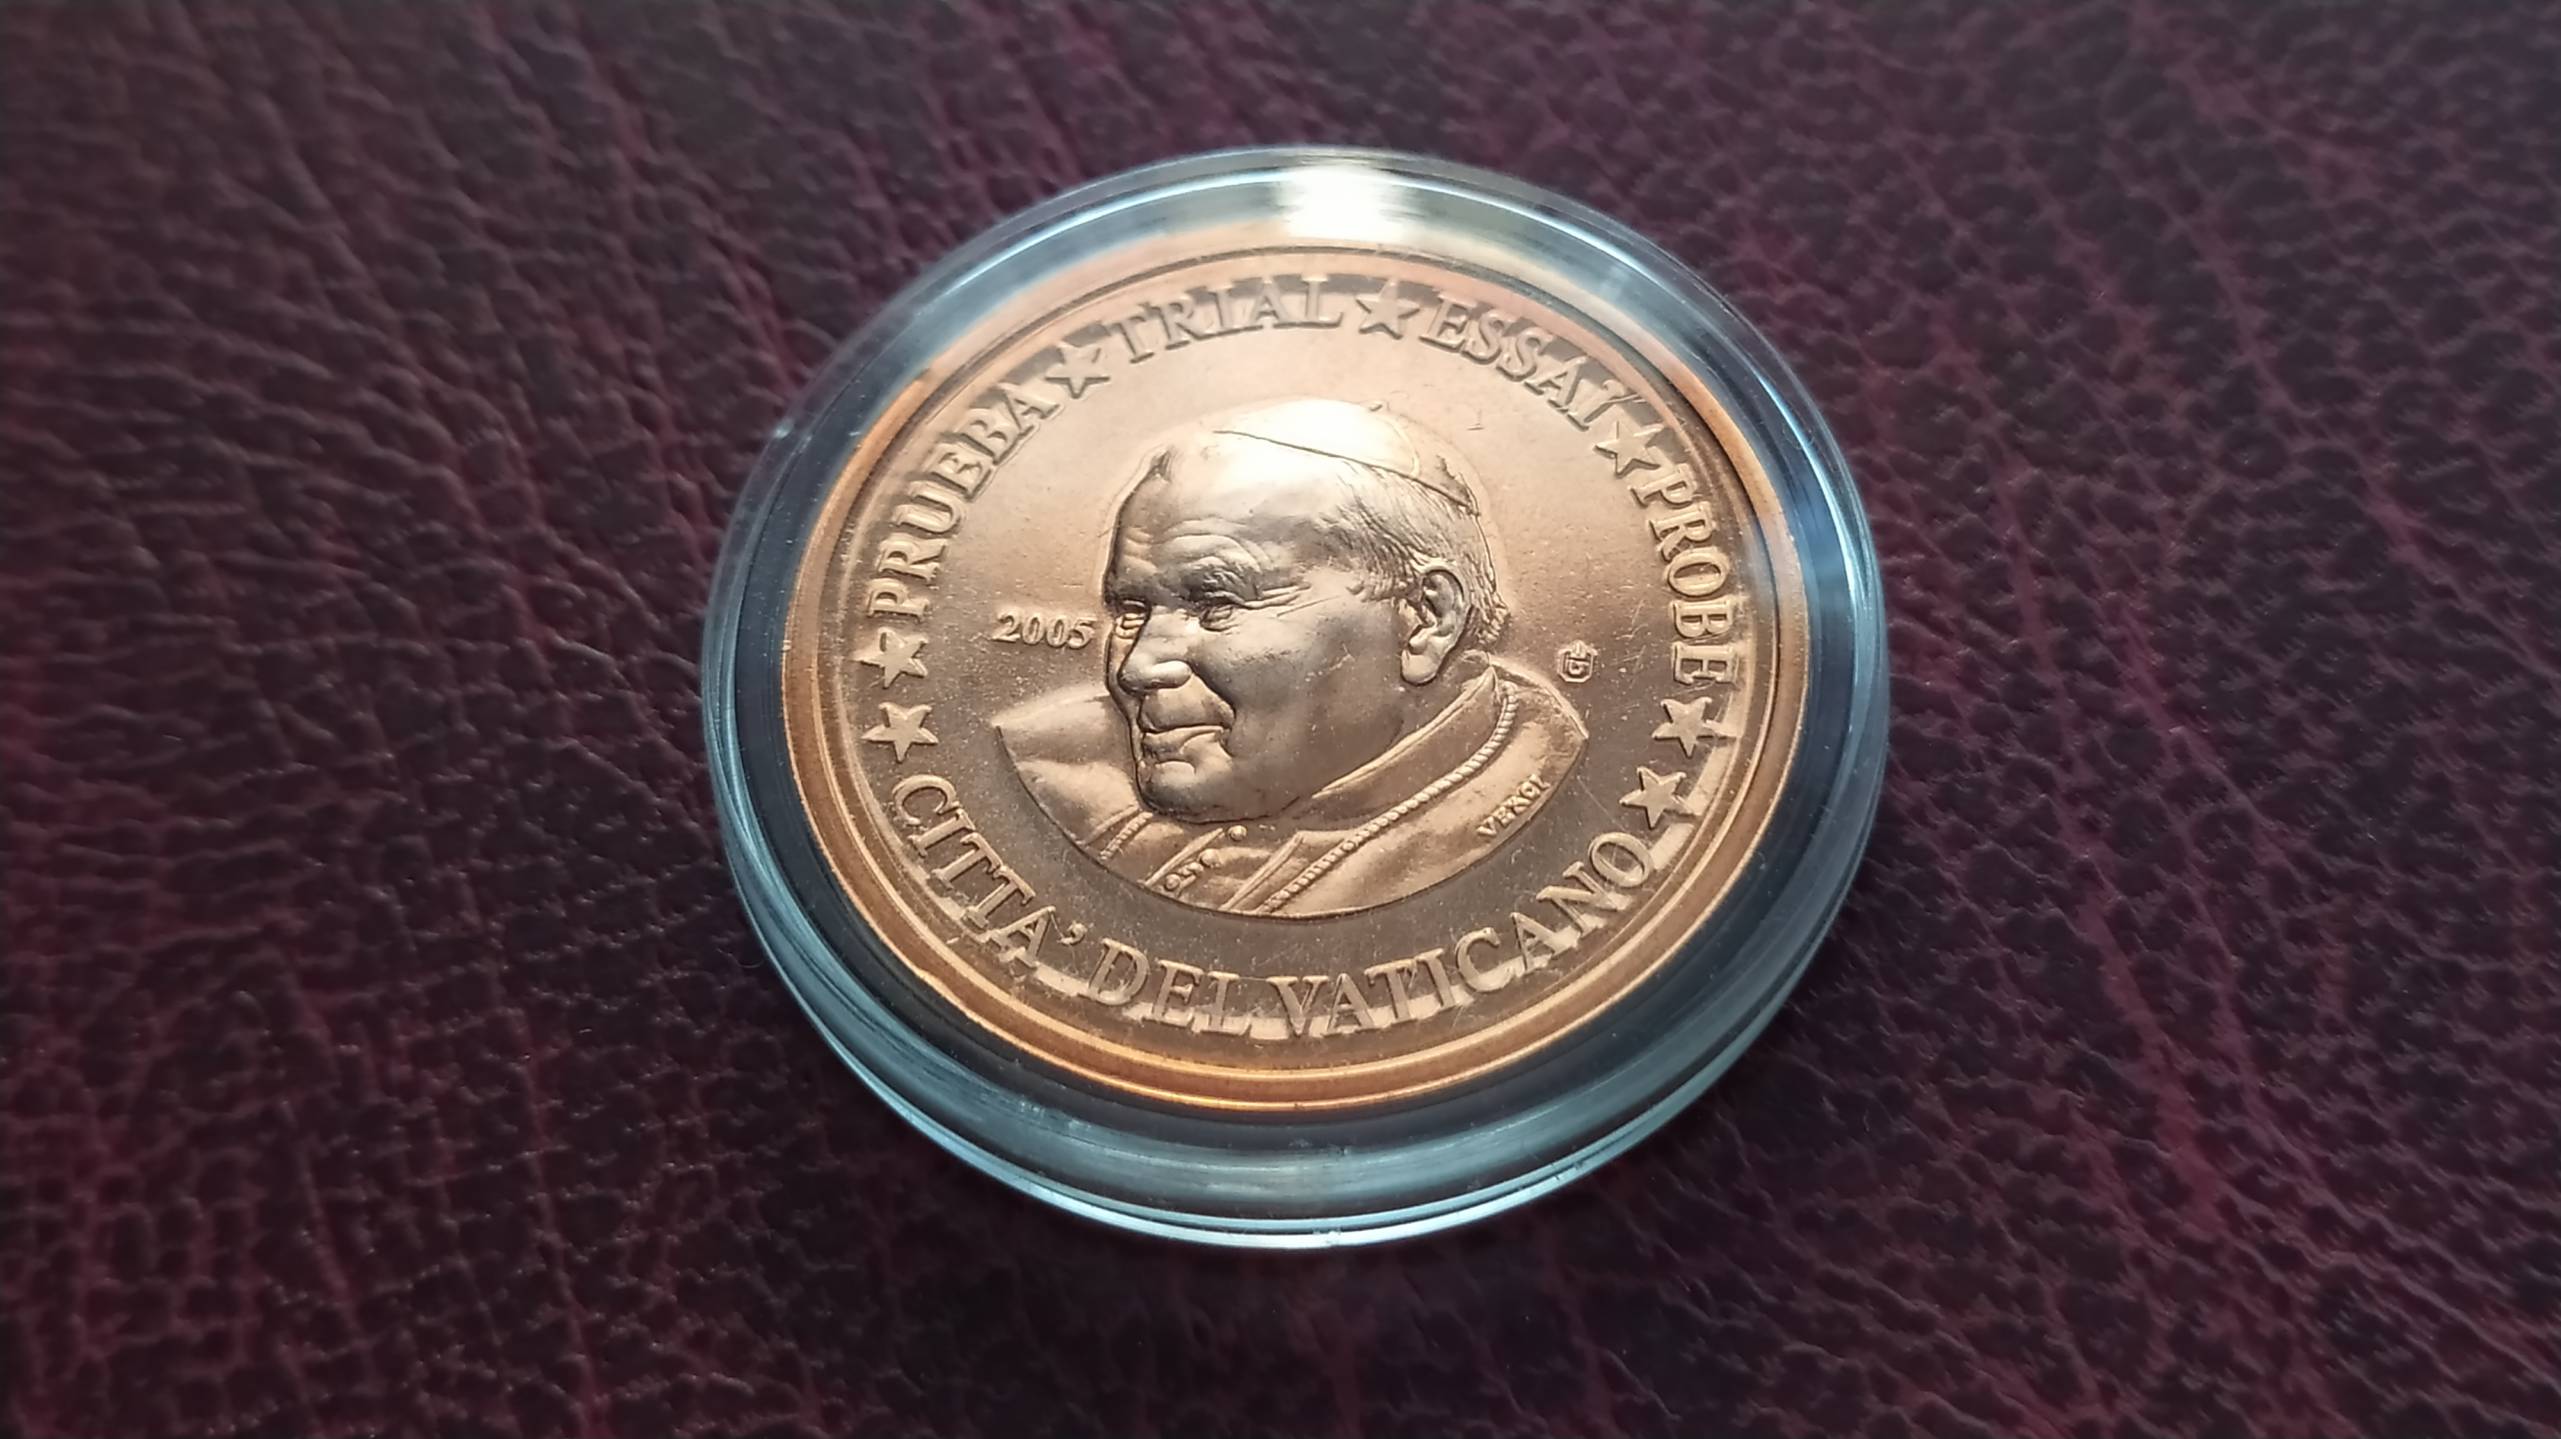 ★ PRUEBA ★ TRIAL ★ ESSAI ★ PROBE ★
2005
★ CITTA' DEL VATICANO ★